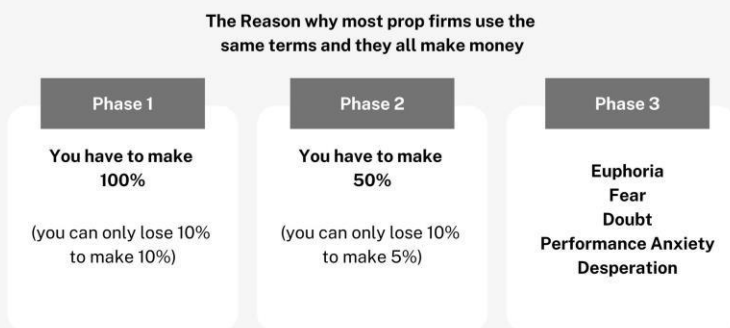 The Reason why most prop firms use the
same terms and they all make money
Phase 1
You have to make
100%
(you can only lose 10%
to make 10%)
Phase 2
You have to make
50%
(you can only lose 10%
to make 5%)
Phase 3
Euphoria
Fear
Doubt
Performance Anxiety
Desperation